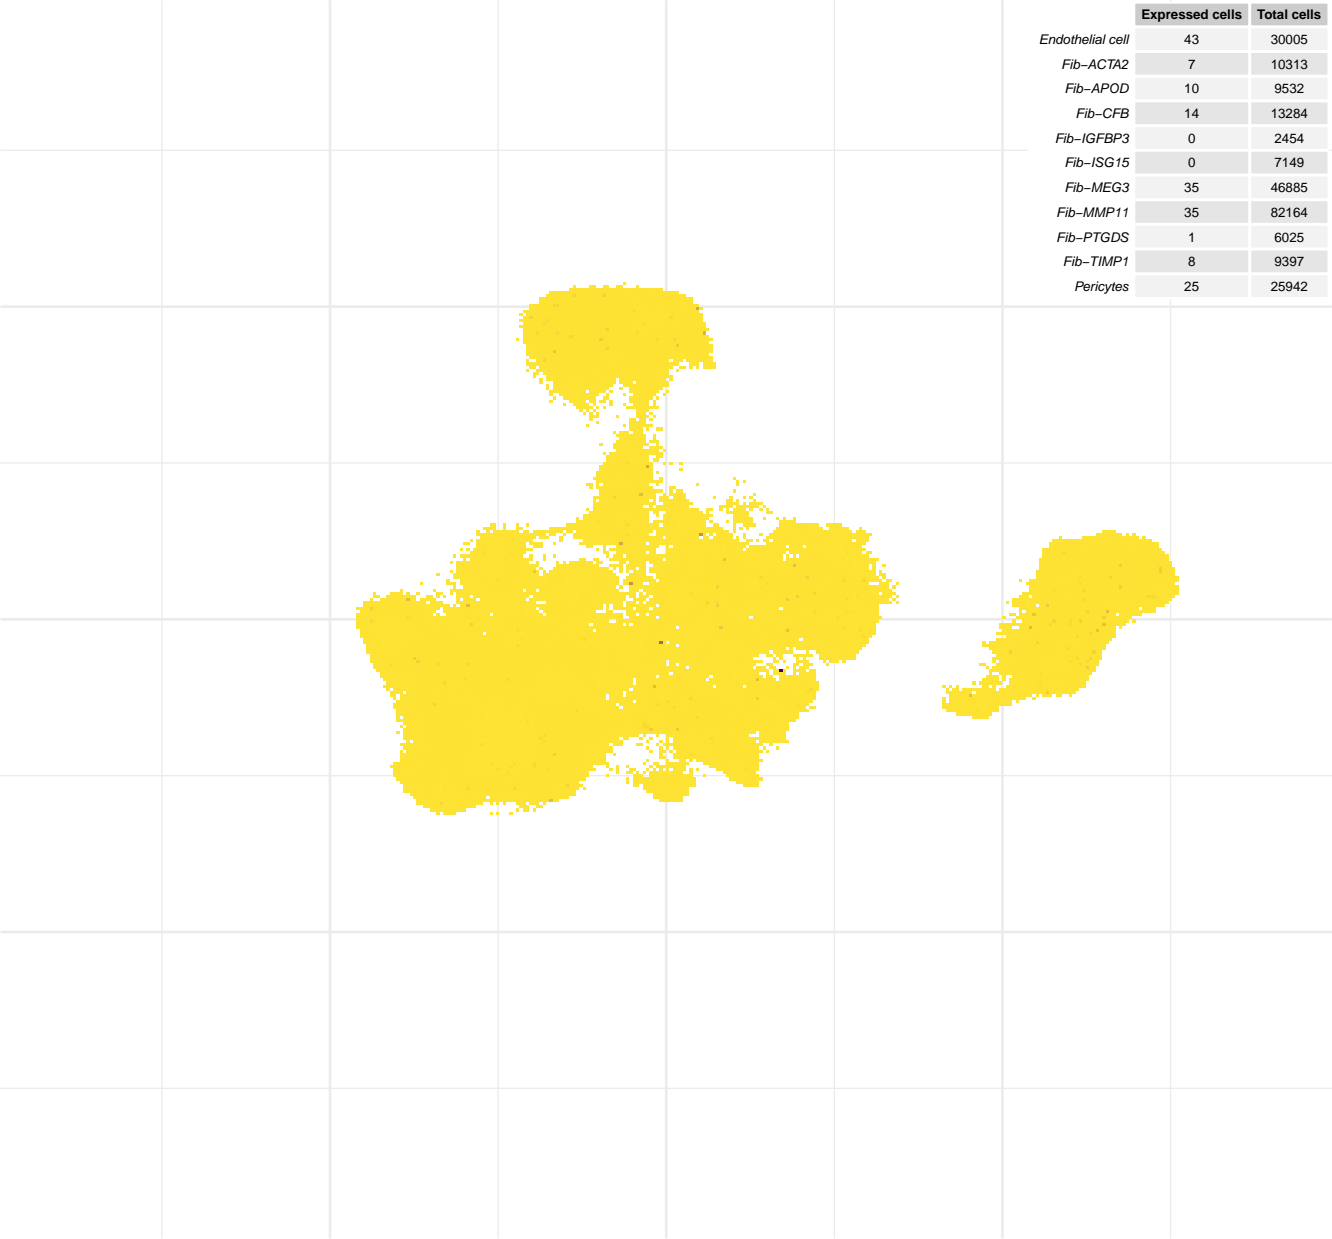 Expressed cells Total cells
Endothelial cell 43 30005
Fib−ACTA2 7 10313
Fib−APOD 10 9532
Fib−CFB 14 13284
Fib−IGFBP3 0 2454
Fib−ISG15 0 7149
Fib−MEG3 35 46885
Fib−MMP11 35 82164
Fib−PTGDS 1 6025
Fib−TIMP1 8 9397
Pericytes 25 25942